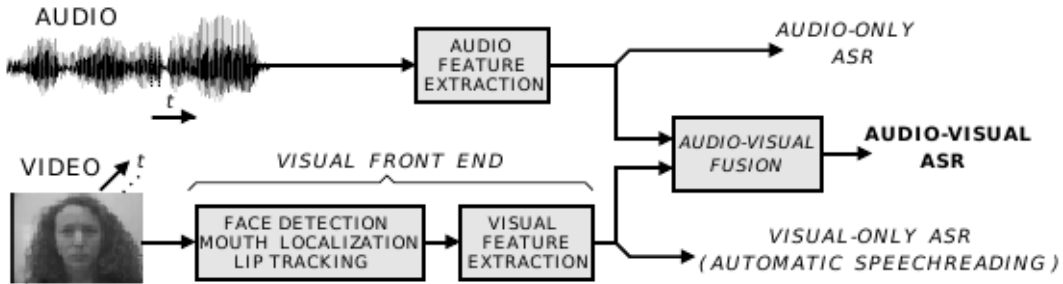 AUDIO
t
AUDIO
FEATURE
EXTRACTION
AUDIO-ONLY
ASR
VIDEO
t
VISUAL FRONT END
FACE DETECTION
MOUTH LOCALIZATION
LIP TRACKING
VISUAL
FEATURE
EXTRACTION
AUDIO-VISUAL
FUSION
AUDIO-VISUAL
ASR
VISUAL-ONLY ASR
(AUTOMATIC SPEECHREADING)